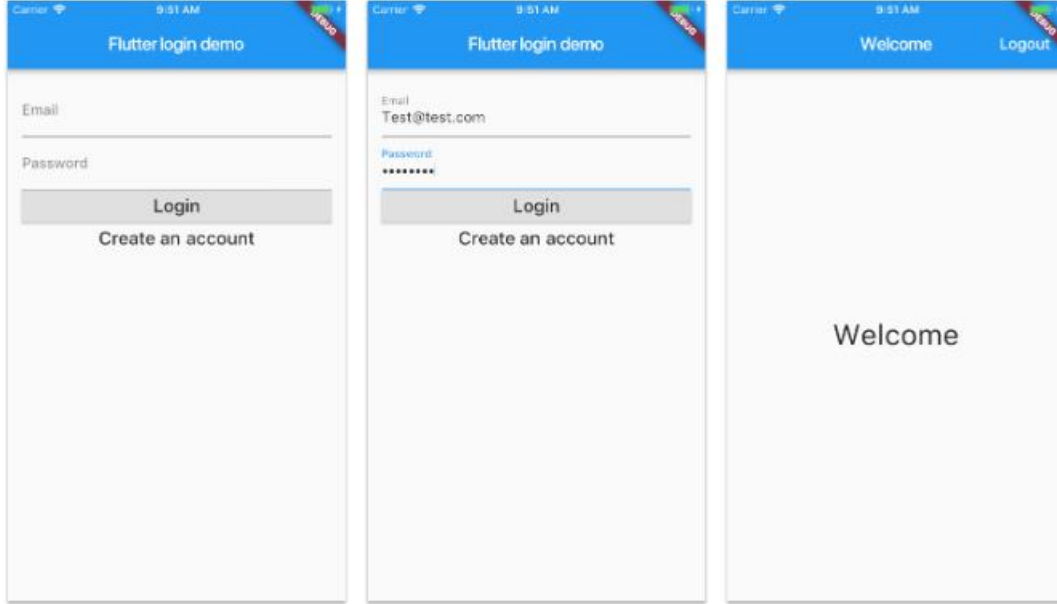 Carrier 9:51 AM
DEBUG
Flutter login demo
Email
Password
Login
Create an account
Carrier 9:51 AM
DEBUG
Flutter login demo
Email
Test@test.com
Password
••••••••
Login
Create an account
Carrier 9:51 AM
DEBUG
Welcome Logout
Welcome